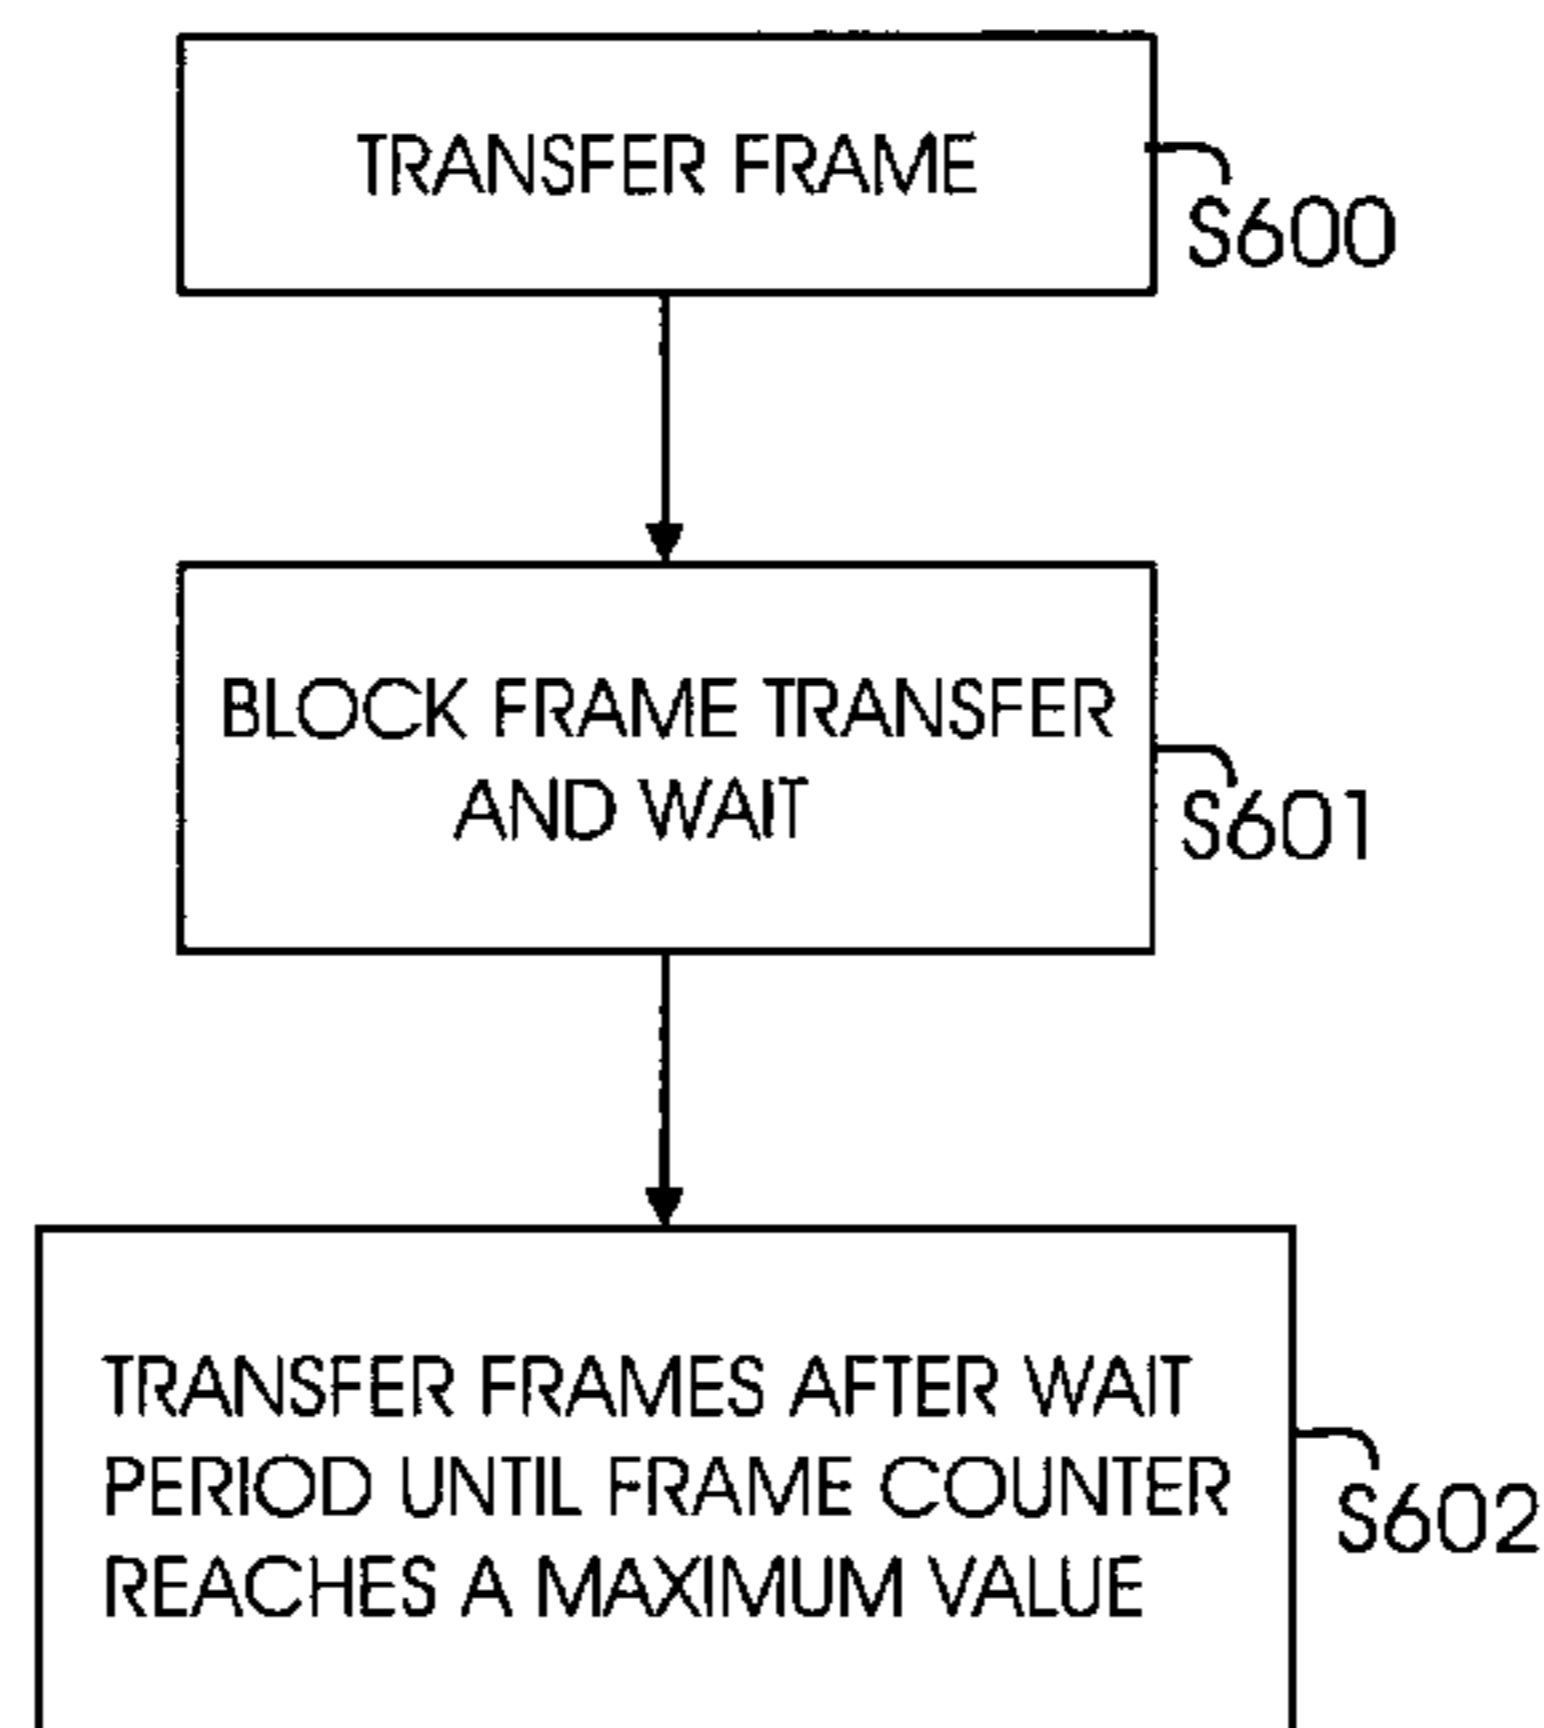 TRANSFER FRAME
S600
BLOCK FRAME TRANSFER
AND WAIT
S601
TRANSFER FRAMES AFTER WAIT
PERIOD UNTIL FRAME COUNTER
REACHES A MAXIMUM VALUE
S602